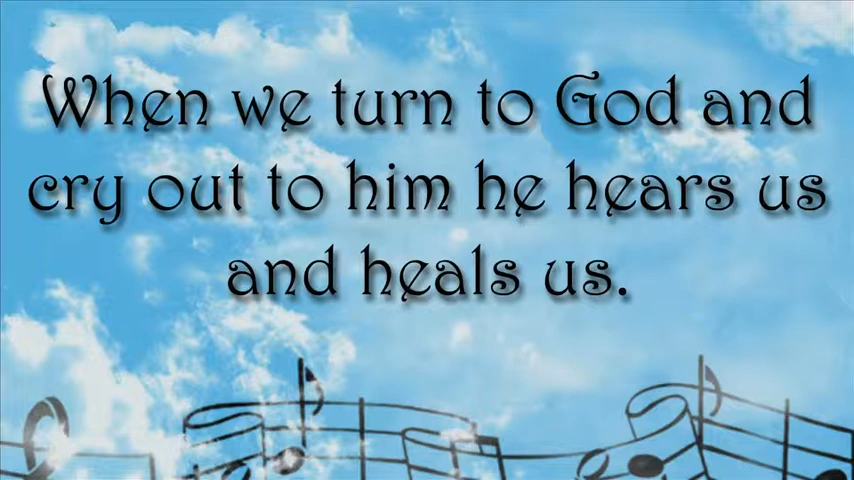 When we turn to God and
cry out to him he hears us
and heals us.